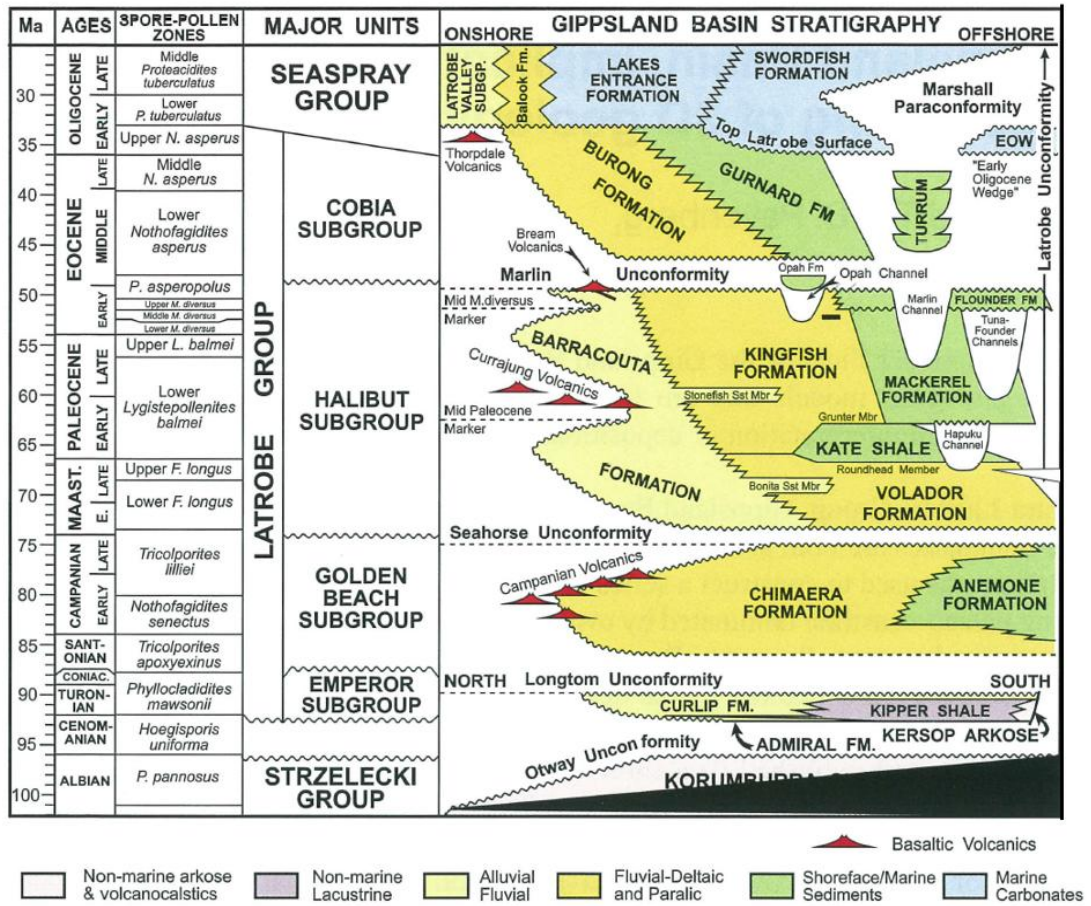 Ma
AGES
SPORE-POLLEN
ZONES
MAJOR UNITS
GIPPSLAND BASIN STRATIGRAPHY
ONSHORE
OFFSHORE
30
35
40
45
50
55
60
65
70
75
80
85
90
95
100
OLIGOCENE
LATE
EARLY
EOCENE
LATE
MIDDLE
EARLY
PALEOCENE
LATE
EARLY
MAAST.
LATE
E.
CAMPANIAN
LATE
EARLY
SANT-
ONIAN
CONIAC.
TURON-
IAN
CENOM-
ANIAN
ALBIAN
Middle
Proteacidites
tuberculatus
Lower
P. tuberculatus
Upper N. asperus
Middle
N. asperus
Lower
Nothofagidites
asperus
P. asperopolus
Upper M. diversus
Middle M. diversus
Lower M. diversus
Upper L. balmei
Lower
Lygistepollenites
balmei
Upper F. longus
Lower F. longus
Tricolporites
lilliei
Nothofagidites
senectus
Tricolporites
apoxyexinus
Phyllocladidites
mawsonii
Hoegisporis
uniforma
P. pannosus
SEASPRAY
GROUP
LATROBE GROUP
COBIA
SUBGROUP
HALIBUT
SUBGROUP
GOLDEN
BEACH
SUBGROUP
EMPEROR
SUBGROUP
STRZELECKI
GROUP
LATROBE
VALLEY
SUBGP.
Balook Fm.
LAKES
ENTRANCE
FORMATION
SWORDFISH
FORMATION
Marshall
Paraconformity
Latrobe Unconformity
EOW
"Early
Oligocene
Wedge"
Top Latrobe Surface
Thorpdale
Volcanics
BURONG
FORMATION
GURNARD FM
TURRUM
Bream
Volcanics
Marlin Unconformity
Opah Fm
Opah Channel
Mid M.diversus
Marker
Marlin
Channel
FLOUNDER FM
Tuna-
Founder
Channels
BARRACOUTA
KINGFISH
FORMATION
MACKEREL
FORMATION
Currajung Volcanics
Stonefish Sst Mbr
Mid Paleocene
Marker
Grunter Mbr
Hapuku
Channel
KATE SHALE
Roundhead Member
FORMATION
Bonita Sst Mbr
VOLADOR
FORMATION
Seahorse Unconformity
Campanian Volcanics
CHIMAERA
FORMATION
ANEMONE
FORMATION
NORTH
Longtom Unconformity
SOUTH
CURLIP FM.
KIPPER SHALE
ADMIRAL FM.
KERSOP ARKOSE
Otway Unconformity
Basaltic Volcanics
Non-marine arkose
& volcanocalstics
Non-marine
Lacustrine
Alluvial
Fluvial
Fluvial-Deltaic
and Paralic
Shoreface/Marine
Sediments
Marine
Carbonates